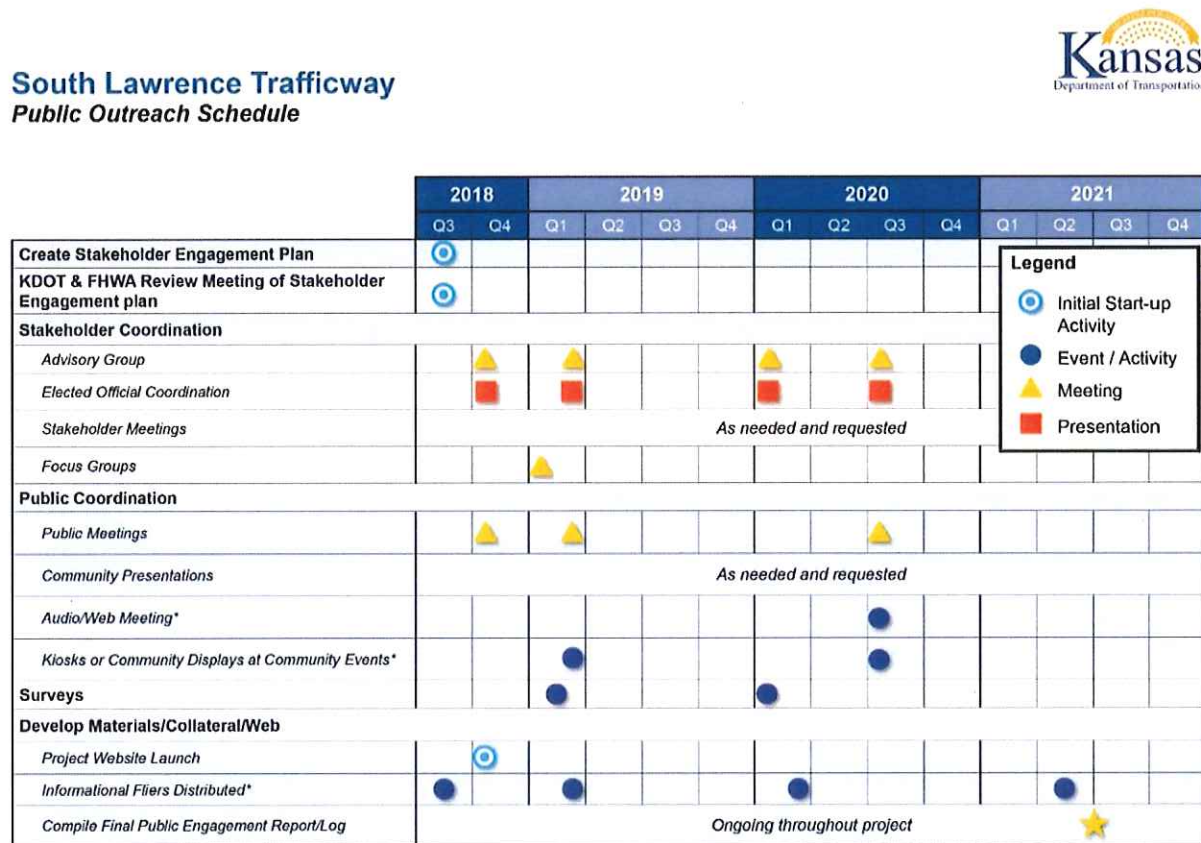 Kansas
Department of Transportation
South Lawrence Trafficway
Public Outreach Schedule
2018 2019 2020 2021
Q3 Q4 Q1 Q2 Q3 Q4 Q1 Q2 Q3 Q4 Q1 Q2 Q3 Q4
Create Stakeholder Engagement Plan
KDOT & FHWA Review Meeting of Stakeholder
Engagement plan
Stakeholder Coordination
Advisory Group
Elected Official Coordination
Stakeholder Meetings As needed and requested
Focus Groups
Public Coordination
Public Meetings
Community Presentations As needed and requested
Audio/Web Meeting*
Kiosks or Community Displays at Community Events*
Surveys
Develop Materials/Collateral/Web
Project Website Launch
Informational Fliers Distributed*
Compile Final Public Engagement Report/Log Ongoing throughout project
Legend
Initial Start-up
Activity
Event / Activity
Meeting
Presentation